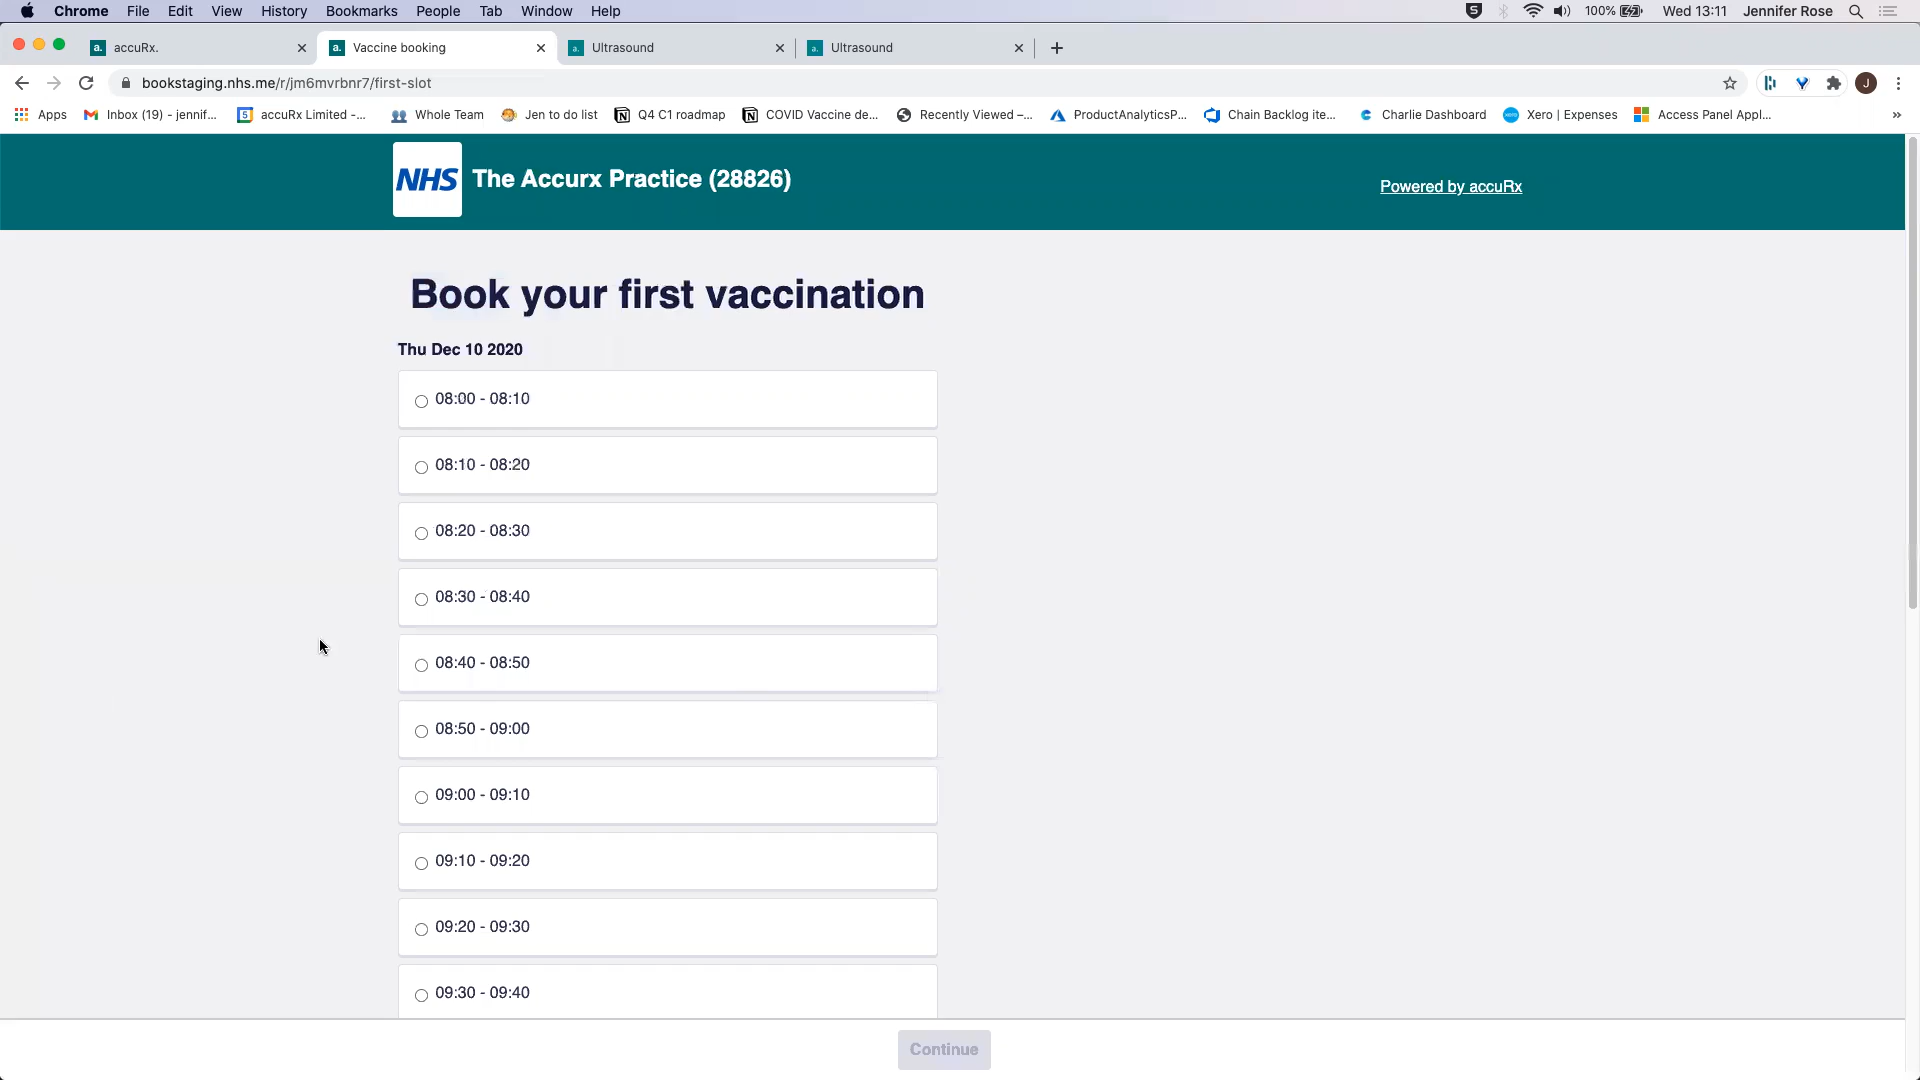 Chrome File Edit View History Bookmarks People Tab Window Help
S 100% Wed 13:11 Jennifer Rose
a. accuRx. a. Vaccine booking a. Ultrasound a. Ultrasound
bookstaging.nhs.me/r/jm6mvrbnr7/first-slot J
Apps Inbox (19) - jennif... 5 accuRx Limited -... Whole Team Jen to do list Q4 C1 roadmap COVID Vaccine de... Recently Viewed –... ProductAnalyticsP... Chain Backlog ite... Charlie Dashboard xero Xero | Expenses Access Panel Appl... »
NHS The Accurx Practice (28826)
Powered by accuRx
Book your first vaccination
Thu Dec 10 2020
08:00 - 08:10
08:10 - 08:20
08:20 - 08:30
08:30 - 08:40
08:40 - 08:50
08:50 - 09:00
09:00 - 09:10
09:10 - 09:20
09:20 - 09:30
09:30 - 09:40
Continue